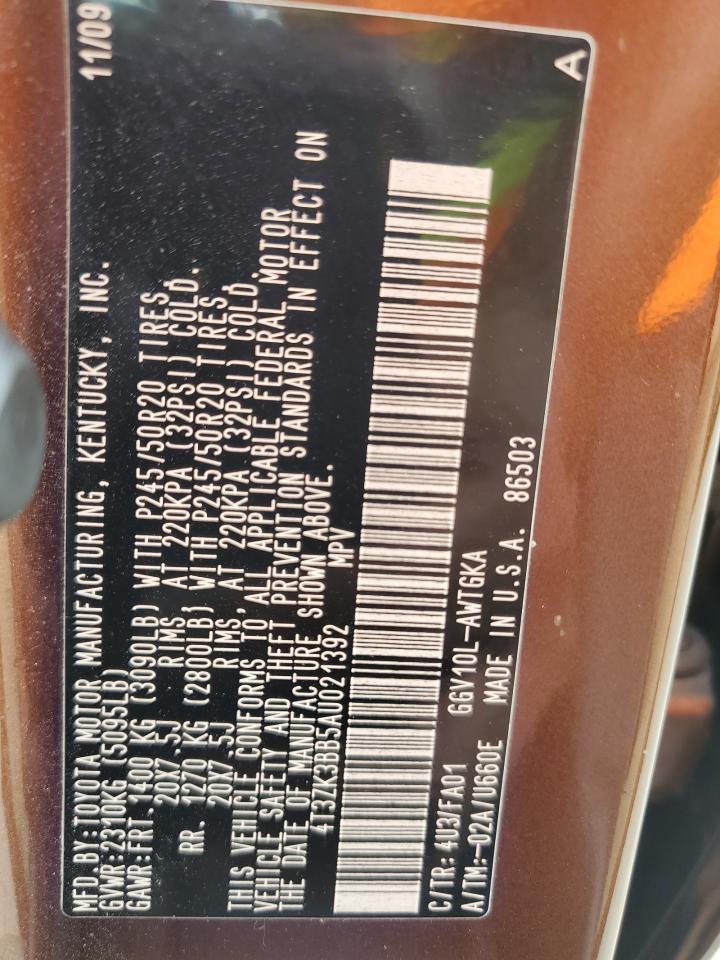 MFD.BY:TOYOTA MOTOR MANUFACTURING, KENTUCKY, INC. 11/09
GVWR:2310KG (5095LB)
GAWR:FRT. 1400 KG (3090LB) WITH P245/50R20 TIRES,
20X7.5J RIMS, AT 220KPA (32PSI) COLD.
RR. 1270 KG (2800LB) WITH P245/50R20 TIRES,
20X7.5J RIMS, AT 220KPA (32PSI) COLD.
THIS VEHICLE CONFORMS TO ALL APPLICABLE FEDERAL MOTOR
VEHICLE SAFETY AND THEFT PREVENTION STANDARDS IN EFFECT ON
THE DATE OF MANUFACTURE SHOWN ABOVE.
4T3ZK3BB5AU021392 MPV
C/TR: 4U3/FA01 GGV10L-AWTGKA
A/TM:-02A/U660E MADE IN U.S.A. 86503
A